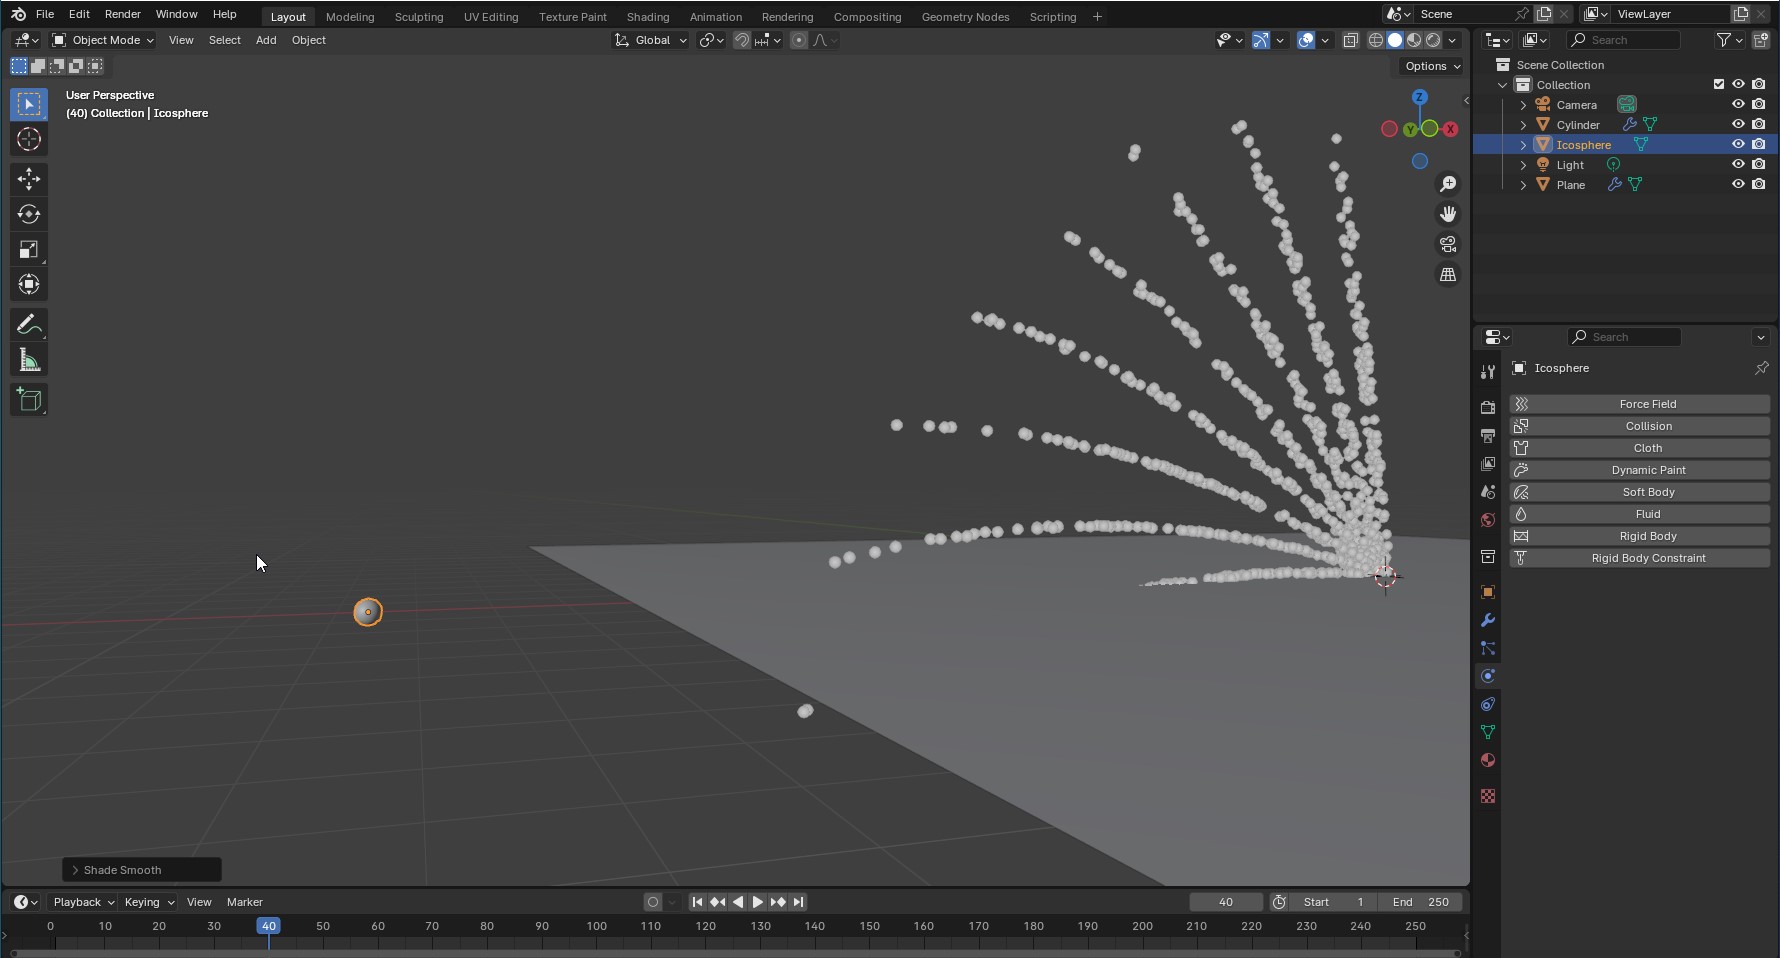 File Edit Render Window Help Layout Modeling Sculpting UV Editing Texture Paint Shading Animation Rendering Compositing Geometry Nodes Scripting + Scene ViewLayer
Object Mode View Select Add Object Global Search
Options
Scene Collection
Collection
Camera
Cylinder
Icosphere
Light
Plane
User Perspective
(40) Collection | Icosphere
Z
Y X
Search
Icosphere
Force Field
Collision
Cloth
Dynamic Paint
Soft Body
Fluid
Rigid Body
Rigid Body Constraint
Shade Smooth
Playback Keying View Marker 40 Start 1 End 250
0 10 20 30 40 50 60 70 80 90 100 110 120 130 140 150 160 170 180 190 200 210 220 230 240 250